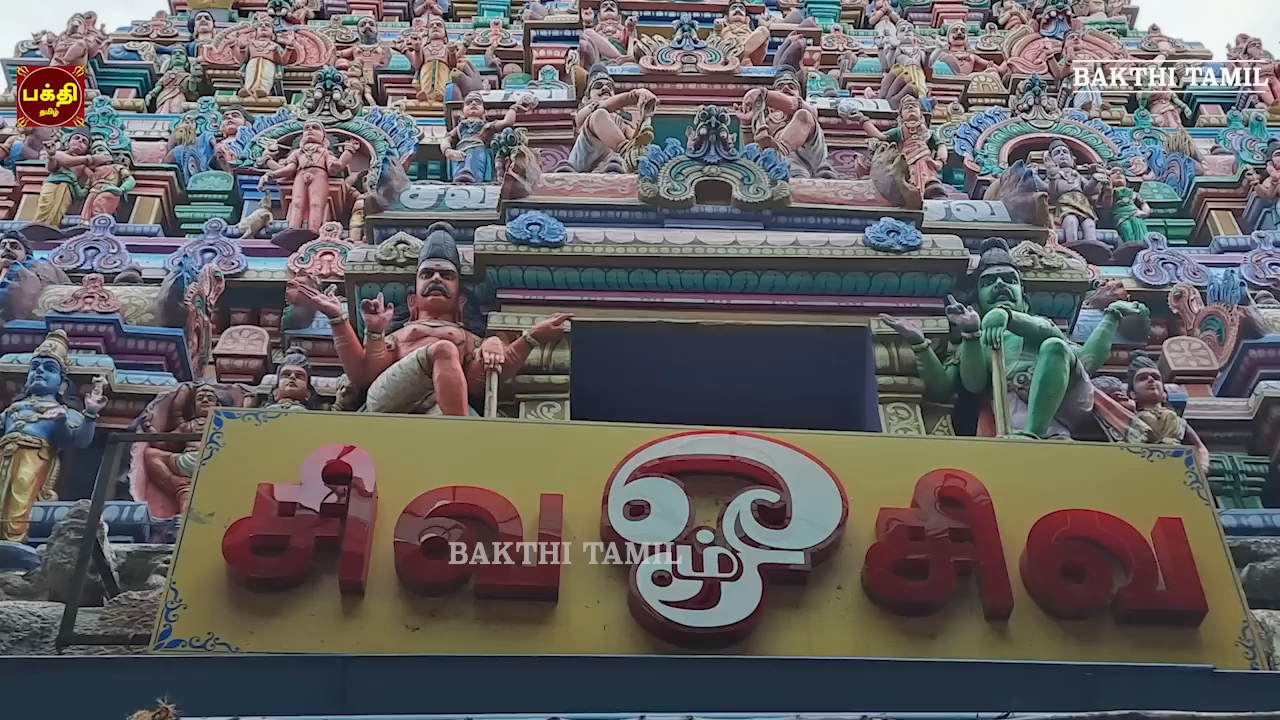 பக்தி
தமிழ்
BAKTHI TAMIL
சிவ சிவ
சிவ ஓம் சிவ
BAKTHI TAMIL